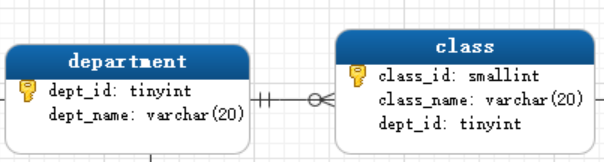 department
dept_id: tinyint
dept_name: varchar(20)
class
class_id: smallint
class_name: varchar(20)
dept_id: tinyint